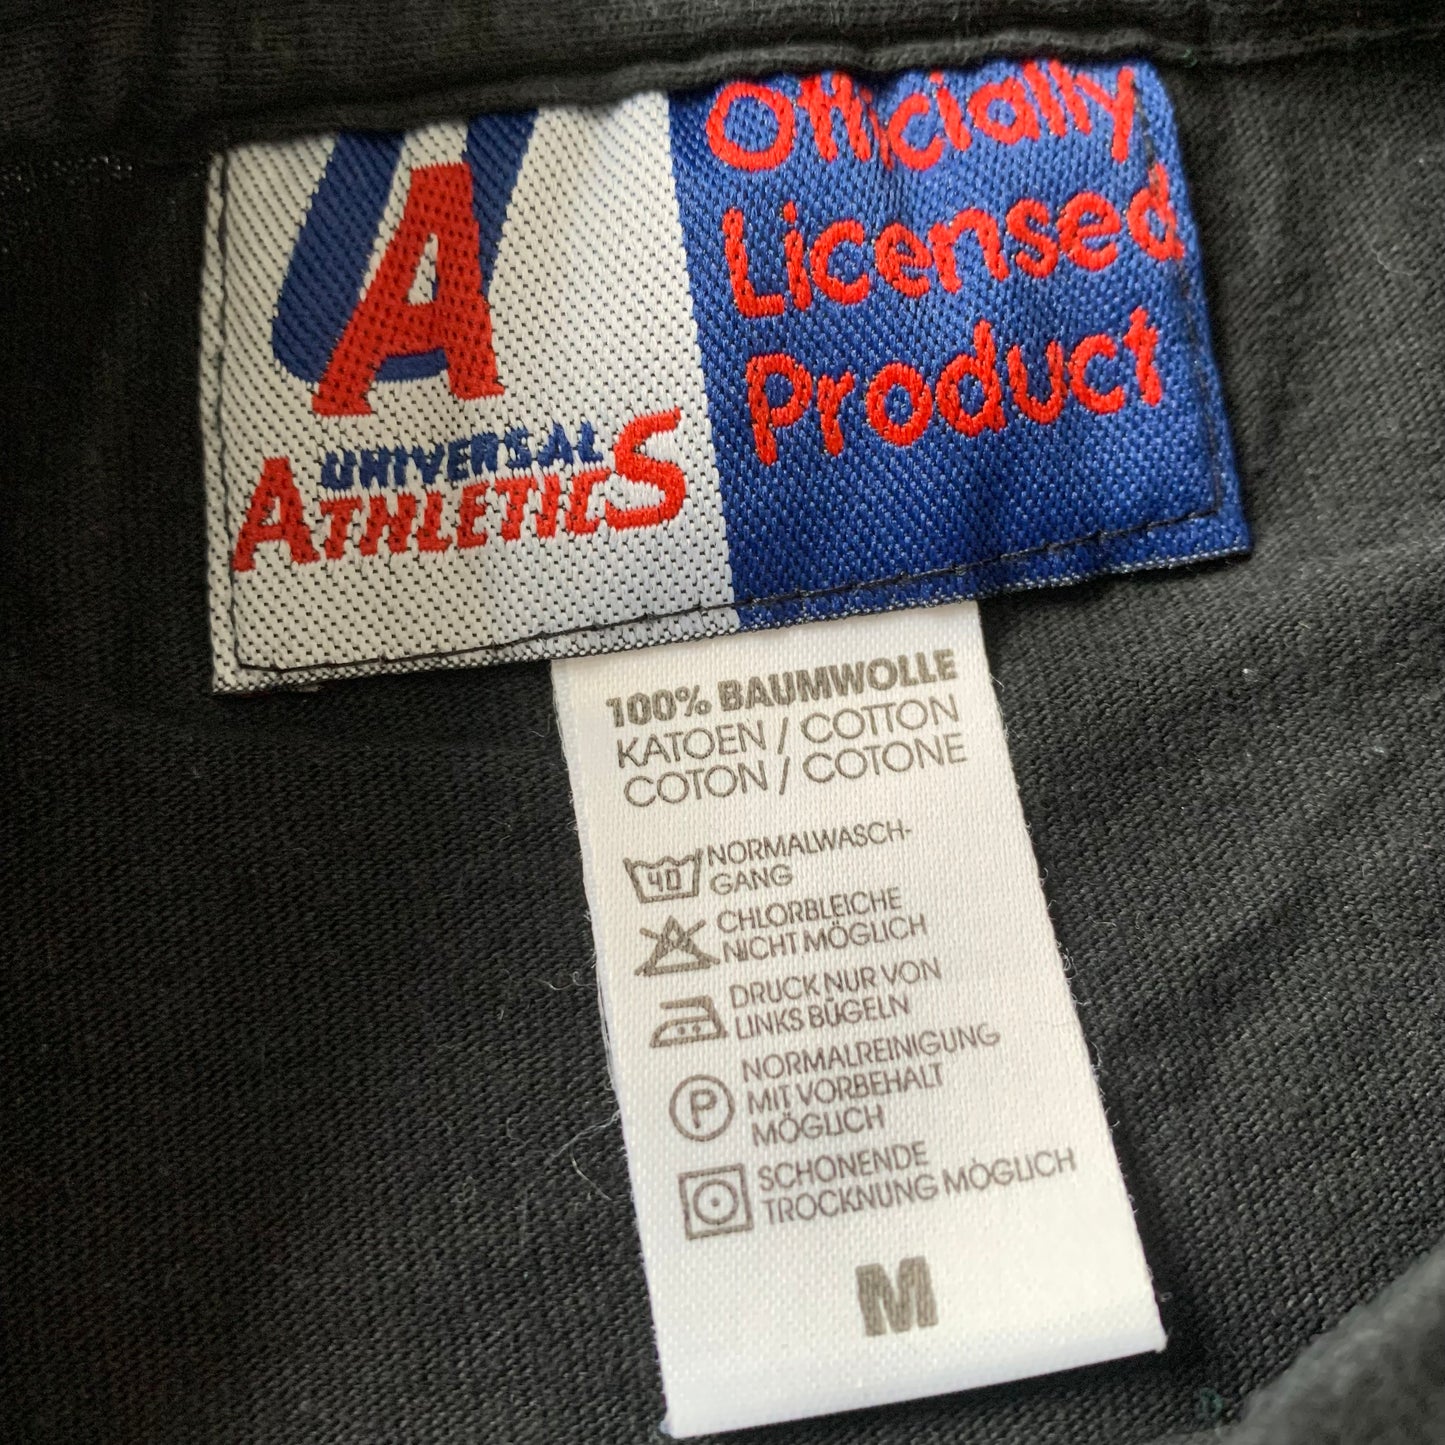 A
UNIVERSAL
ATHLETICS
Officially
Licensed
Product
100% BAUMWOLLE
KATOEN / COTTON
COTON / COTONE
40 NORMALWASCH-
GANG
CHLORBLEICHE
NICHT MÖGLICH
DRUCK NUR VON
LINKS BÜGELN
P NORMALREINIGUNG
MIT VORBEHALT
MÖGLICH
SCHONENDE
TROCKNUNG MÖGLICH
M